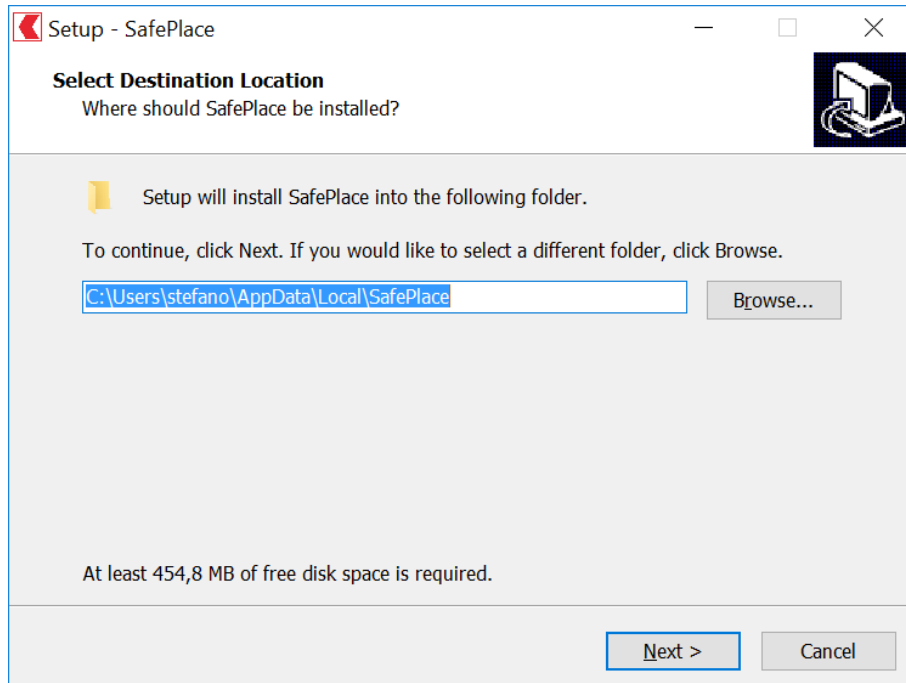 Setup - SafePlace
Select Destination Location
Where should SafePlace be installed?
Setup will install SafePlace into the following folder.
To continue, click Next. If you would like to select a different folder, click Browse.
C:\Users\stefano\AppData\Local\SafePlace
Browse...
At least 454,8 MB of free disk space is required.
Next >
Cancel